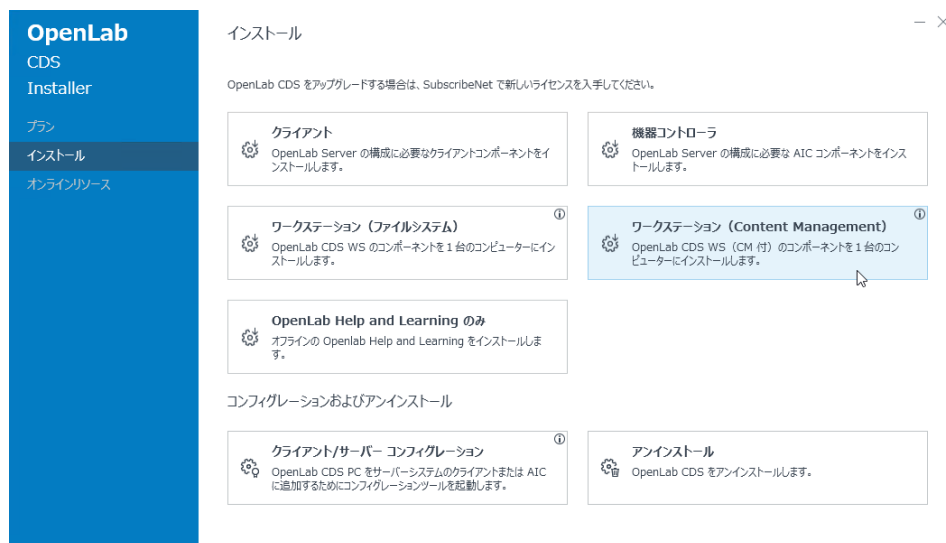 OpenLab
CDS
Installer
プラン
インストール
オンラインリソース
インストール
OpenLab CDS をアップグレードする場合は、SubscribeNet で新しいライセンスを入手してください。
クライアント
OpenLab Server の構成に必要なクライアントコンポーネントをイ
ンストールします。
機器コントローラ
OpenLab Server の構成に必要な AIC コンポーネントをインス
トールします。
ワークステーション（ファイルシステム）
OpenLab CDS WS のコンポーネントを 1 台のコンピューターにイン
ストールします。
ワークステーション（Content Management）
OpenLab CDS WS（CM 付）のコンポーネントを 1 台のコン
ピューターにインストールします。
OpenLab Help and Learning のみ
オフラインの Openlab Help and Learning をインストールしま
す。
コンフィグレーションおよびアンインストール
クライアント/サーバー コンフィグレーション
OpenLab CDS PC をサーバーシステムのクライアントまたは AIC
に追加するためにコンフィグレーションツールを起動します。
アンインストール
OpenLab CDS をアンインストールします。